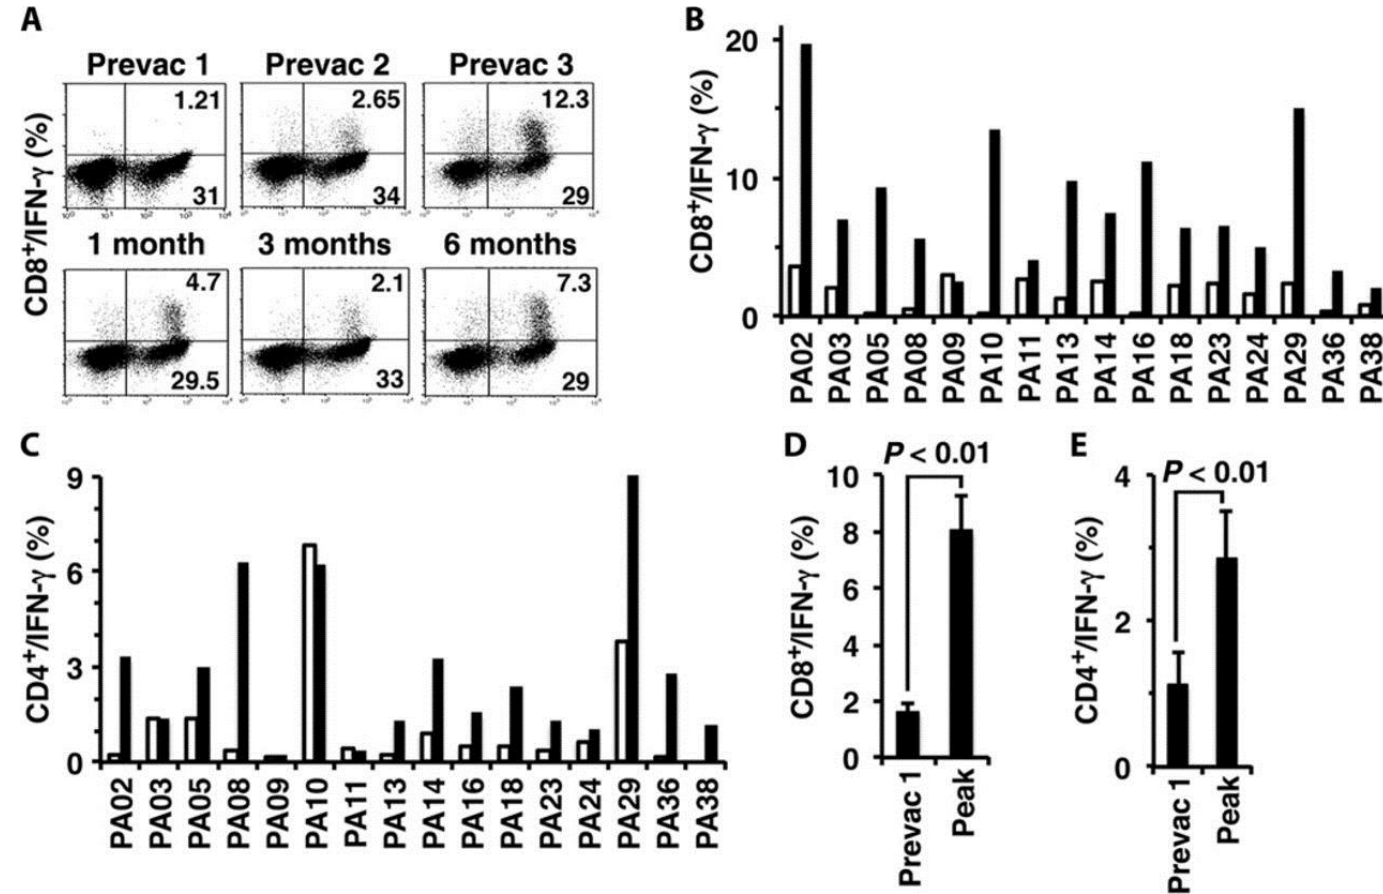 A
Prevac 1
Prevac 2
Prevac 3
CD8+/IFN-γ (%)
1.21
31
2.65
34
12.3
29
1 month
3 months
6 months
4.7
29.5
2.1
33
7.3
29
B
CD8+/IFN-γ (%)
20
10
0
PA02
PA03
PA05
PA08
PA09
PA10
PA11
PA13
PA14
PA16
PA18
PA23
PA24
PA29
PA36
PA38
C
CD4+/IFN-γ (%)
9
6
3
0
PA02
PA03
PA05
PA08
PA09
PA10
PA11
PA13
PA14
PA16
PA18
PA23
PA24
PA29
PA36
PA38
D
P < 0.01
CD8+/IFN-γ (%)
10
8
6
4
2
0
Prevac 1
Peak
E
P < 0.01
CD4+/IFN-γ (%)
4
2
0
Prevac 1
Peak